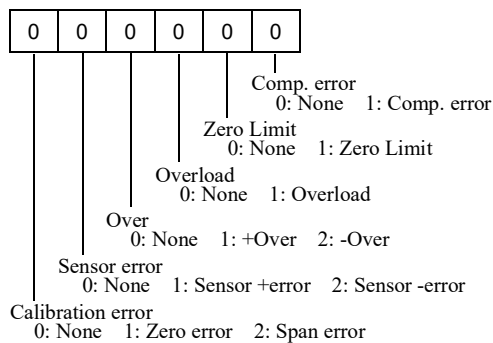 0 0 0 0 0 0
Comp. error
0: None 1: Comp. error
Zero Limit
0: None 1: Zero Limit
Overload
0: None 1: Overload
Over
0: None 1: +Over 2: -Over
Sensor error
0: None 1: Sensor +error 2: Sensor -error
Calibration error
0: None 1: Zero error 2: Span error